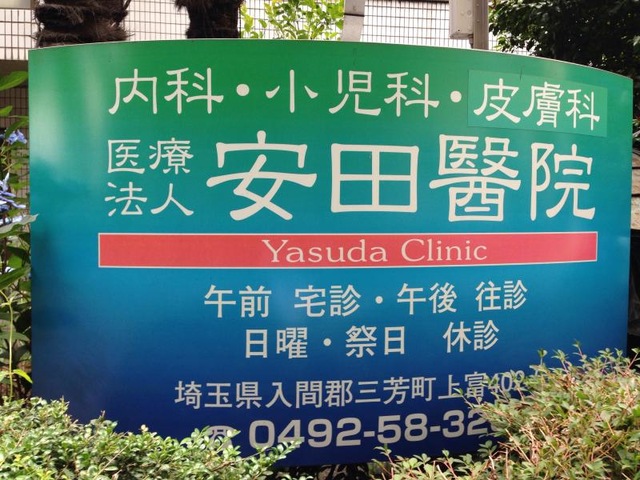 内科・小児科・皮膚科
医療法人 安田醫院
Yasuda Clinic
午前 宅診・午後 往診
日曜・祭日 休診
埼玉県入間郡三芳町上富
☎ 0492-58-32